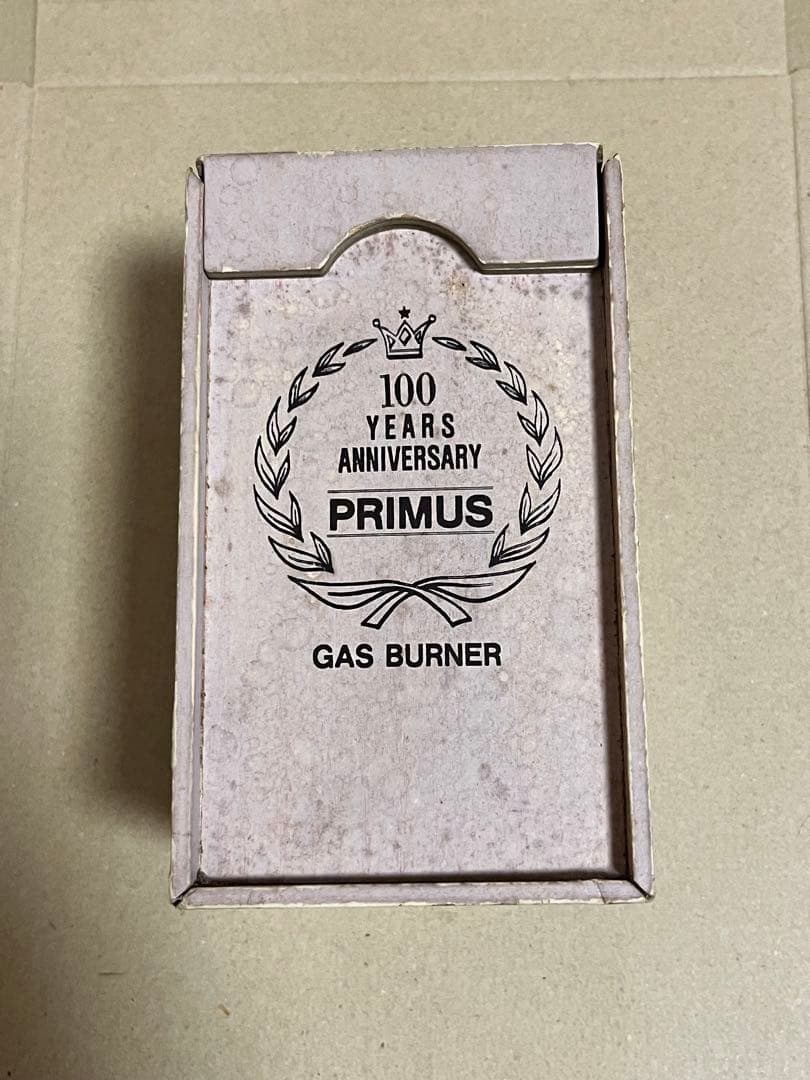 100
YEARS
ANNIVERSARY
PRIMUS
GAS BURNER